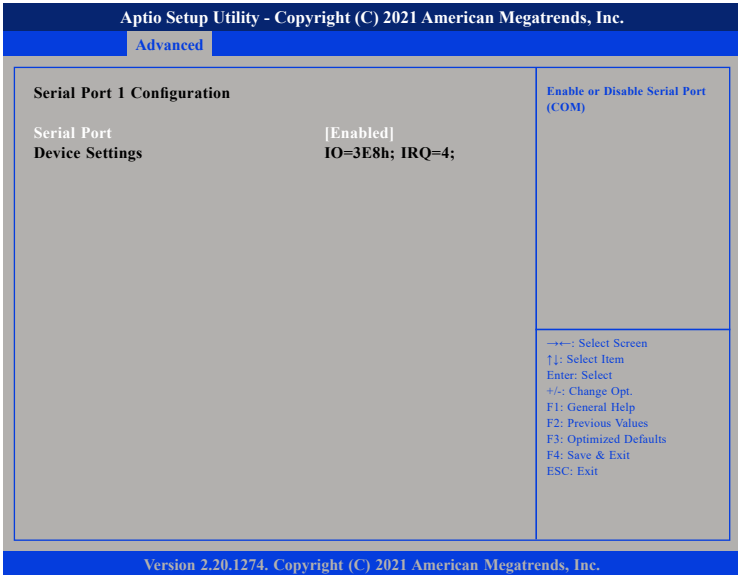 Aptio Setup Utility - Copyright (C) 2021 American Megatrends, Inc.
Advanced
Serial Port 1 Configuration
Serial Port [Enabled]
Device Settings IO=3E8h; IRQ=4;
Enable or Disable Serial Port
(COM)
→←: Select Screen
↑↓: Select Item
Enter: Select
+/-: Change Opt.
F1: General Help
F2: Previous Values
F3: Optimized Defaults
F4: Save & Exit
ESC: Exit
Version 2.20.1274. Copyright (C) 2021 American Megatrends, Inc.